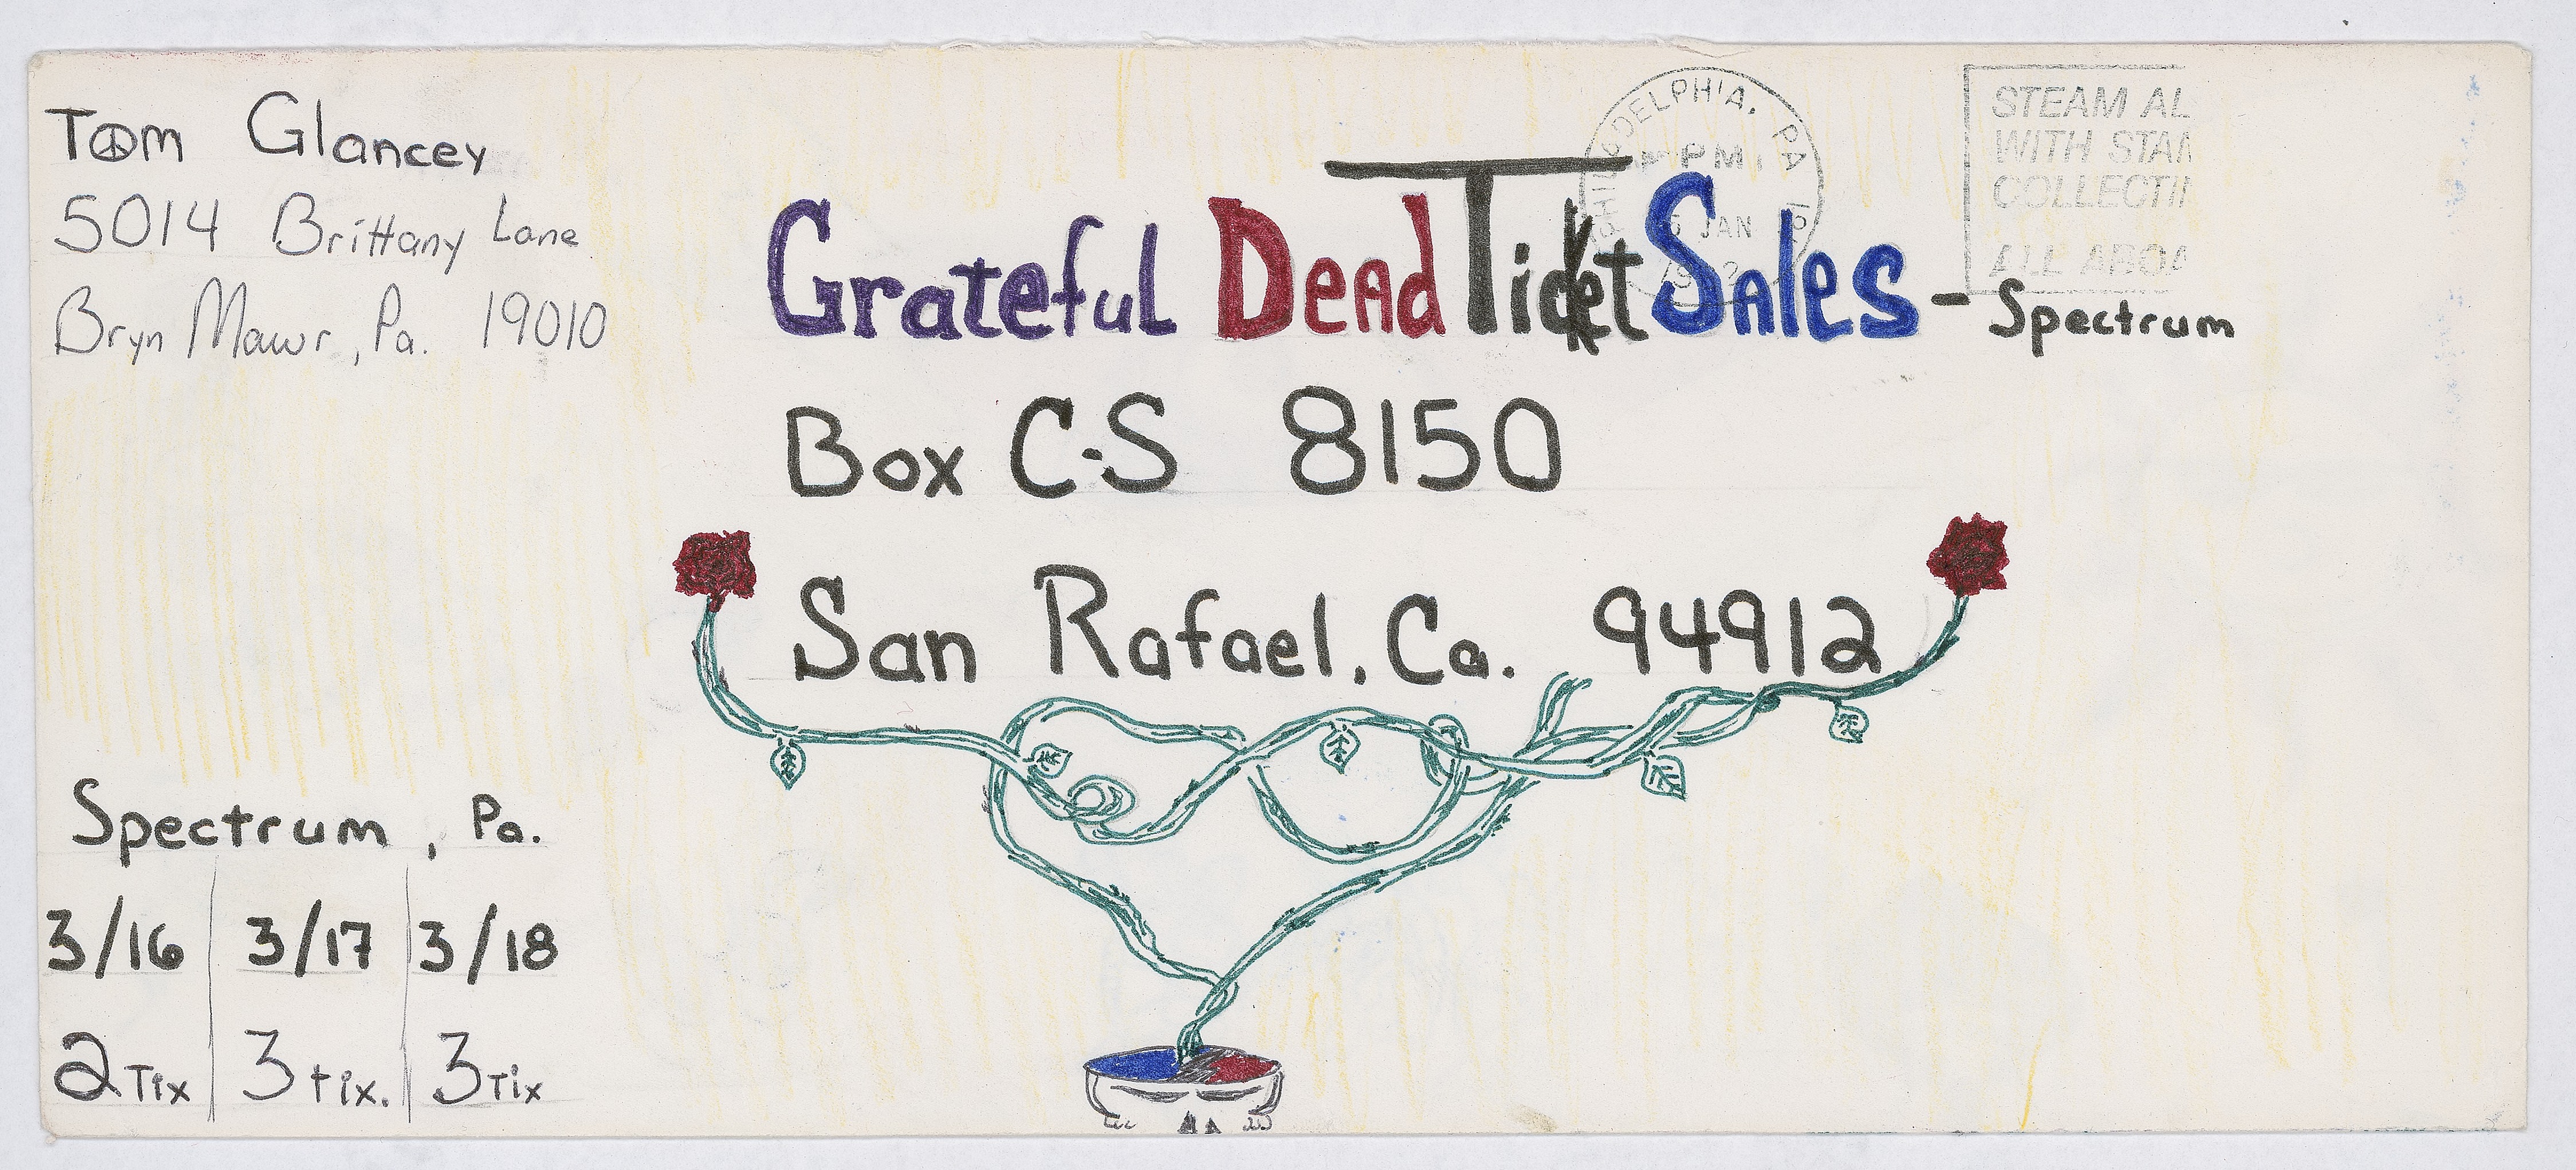 Tom Glancey
5014 Brittany Lane
Bryn Mawr, Pa. 19010
PHILADELPHIA, PA
PM
JAN
STEAM AL
WITH STAM
COLLECTIN
ALL ABOA
Grateful Dead Ticket Sales - Spectrum
Box C-S 8150
San Rafael, Ca. 94912
Spectrum, Pa.
3/16 3/17 3/18
2 Tix 3 tix. 3 Tix